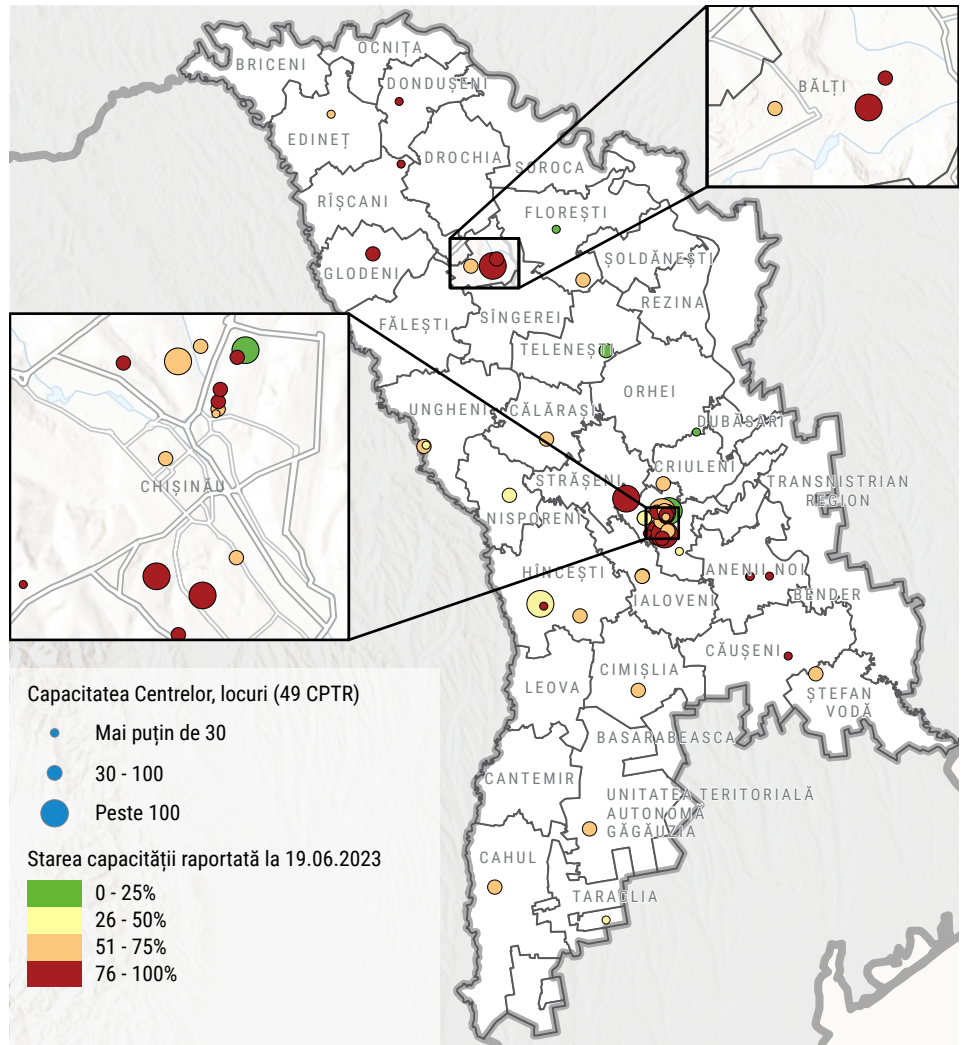 OCNIȚA
BRICENI
DONDUȘENI
EDINEȚ
DROCHIA
SOROCA
BĂLȚI
RÎȘCANI
FLOREȘTI
GLODENI
ȘOLDĂNEȘTI
REZINA
FĂLEȘTI
SÎNGEREI
TELENEȘTI
ORHEI
UNGHENI
CĂLĂRAȘI
DUBĂSARI
CRIULENI
STRĂȘENI
TRANSNISTRIAN
REGION
CHIȘINĂU
NISPORENI
ANENII NOI
HÎNCEȘTI
BENDER
IALOVENI
CĂUȘENI
CIMIȘLIA
LEOVA
ȘTEFAN
VODĂ
BASARABEASCA
CANTEMIR
UNITATEA TERITORIALĂ
AUTONOMĂ
GĂGĂUZIA
CAHUL
TARACLIA
Capacitatea Centrelor, locuri (49 CPTR)
Mai puțin de 30
30 - 100
Peste 100
Starea capacității raportată la 19.06.2023
0 - 25%
26 - 50%
51 - 75%
76 - 100%